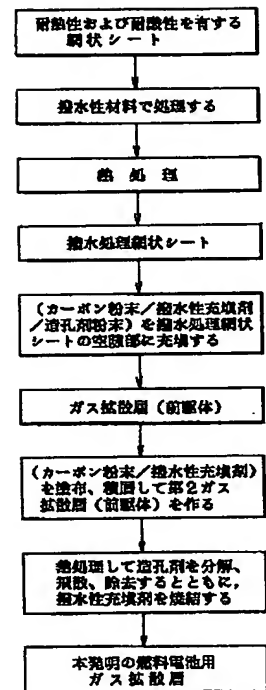 耐熱性および耐酸性を有する
網状シート
撥水性材料で処理する
熱処理
撥水処理網状シート
(カーボン粉末/撥水性充填剤
/造孔剤粉末)を撥水処理網状
シートの空隙部に充填する
ガス拡散層(前駆体)
(カーボン粉末/撥水性充填剤)
を塗布、積層して第2ガス
拡散層(前駆体)を作る
熱処理して造孔剤を分解、
飛散、除去するとともに,
撥水性充填剤を焼結する
本発明の燃料電池用
ガス拡散層